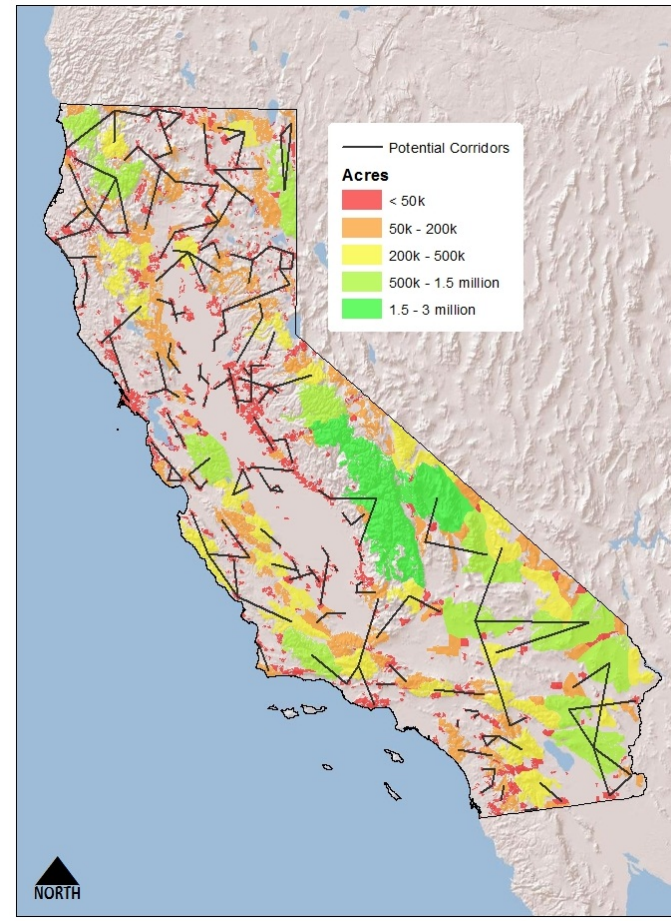 Potential Corridors
Acres
< 50k
50k - 200k
200k - 500k
500k - 1.5 million
1.5 - 3 million
NORTH